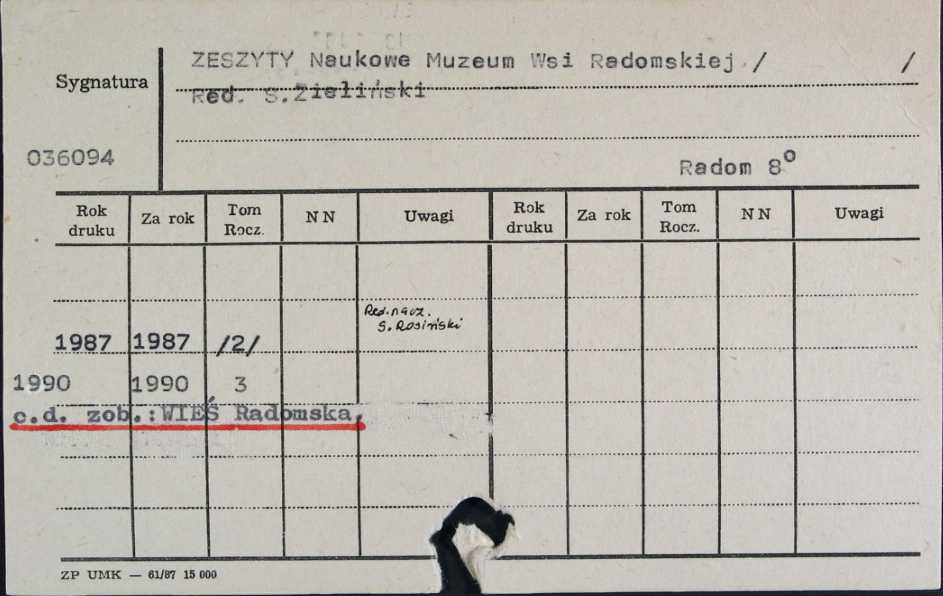 ZESZYTY Naukowe Muzeum Wsi Radomskiej / /
Sygnatura
Red. S.Zieliński
036094
Radom 8°
Rok druku Za rok Tom Rocz. NN Uwagi Rok druku Za rok Tom Rocz. NN Uwagi
Red. nacz.
S. Rosiński
1987 1987 /2/
1990 1990 3
c.d. zob.:WIEŚ Radomska.
ZP UMK — 61/87 15 000